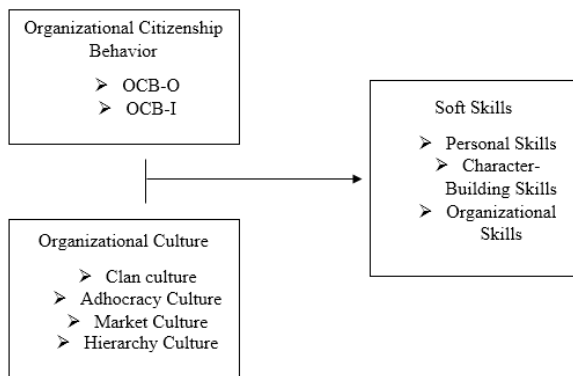 Organizational Citizenship
Behavior
➢ OCB-O
➢ OCB-I
Soft Skills
➢ Personal Skills
➢ Character-
Building Skills
➢ Organizational
Skills
Organizational Culture
➢ Clan culture
➢ Adhocracy Culture
➢ Market Culture
➢ Hierarchy Culture